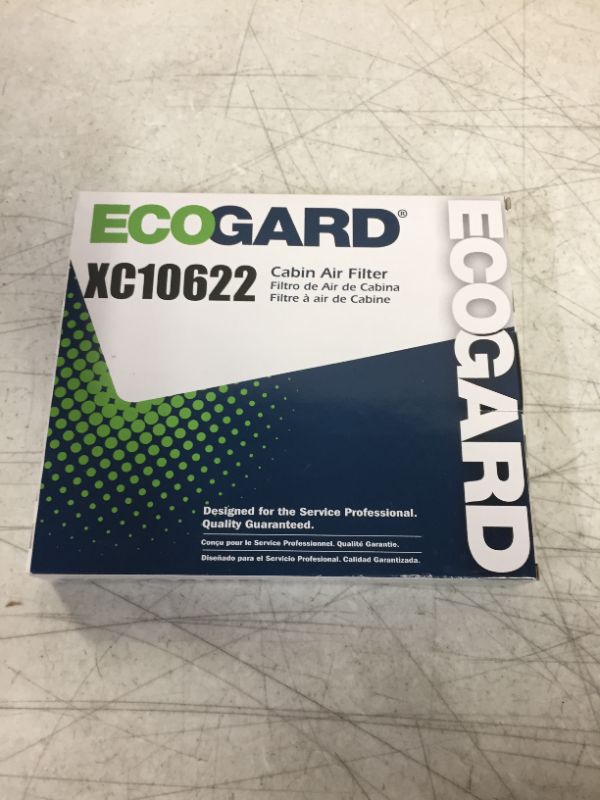 ECOGARD®
XC10622
Cabin Air Filter
Filtro de Air de Cabina
Filtre à air de Cabine
ECOGARD
Designed for the Service Professional.
Quality Guaranteed.
Conçu pour le Service Professionnel. Qualité Garantie.
Diseñado para el Servicio Profesional. Calidad Garantizada.